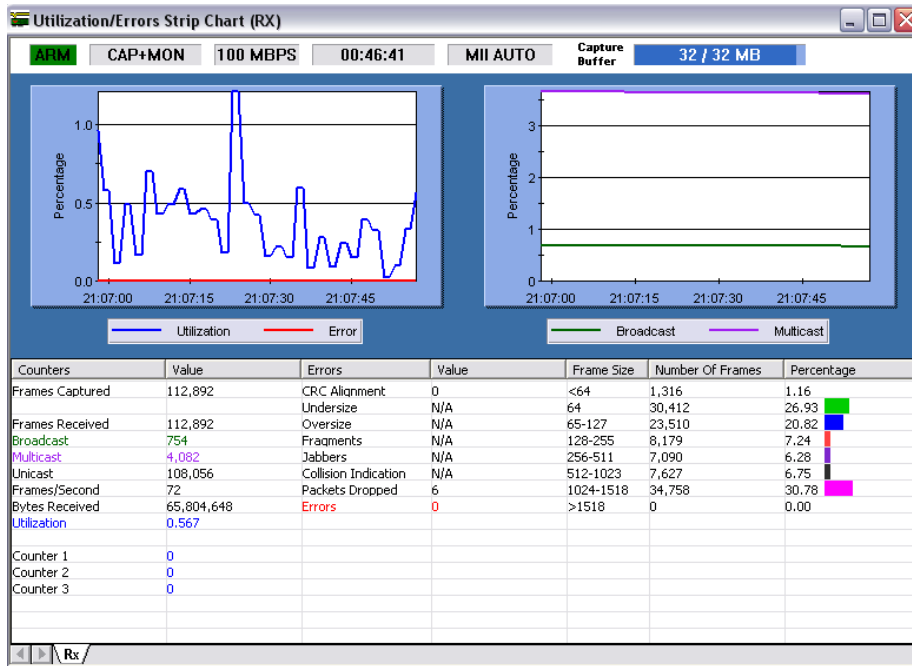 Utilization/Errors Strip Chart (RX)
ARM CAP+MON 100 MBPS 00:46:41 MII AUTO Capture Buffer 32 / 32 MB
Percentage
1.0
0.5
0.0
21:07:00 21:07:15 21:07:30 21:07:45
Utilization Error
Percentage
3
2
1
0
21:07:00 21:07:15 21:07:30 21:07:45
Broadcast Multicast
Counters Value Errors Value Frame Size Number Of Frames Percentage
Frames Captured 112,892 CRC Alignment 0 <64 1,316 1.16
Undersize N/A 64 30,412 26.93
Frames Received 112,892 Oversize N/A 65-127 23,510 20.82
Broadcast 754 Fragments N/A 128-255 8,179 7.24
Multicast 4,082 Jabbers N/A 256-511 7,090 6.28
Unicast 108,056 Collision Indication N/A 512-1023 7,627 6.75
Frames/Second 72 Packets Dropped 6 1024-1518 34,758 30.78
Bytes Received 65,804,648 Errors 0 >1518 0 0.00
Utilization 0.567
Counter 1 0
Counter 2 0
Counter 3 0
Rx